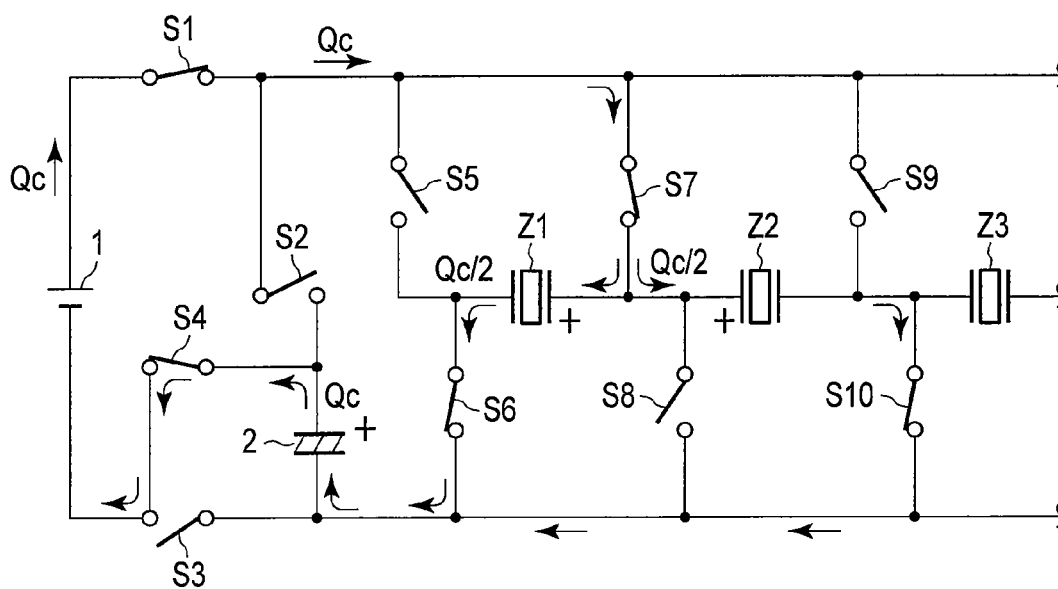 S1
Qc
Qc
S5
S7
S9
1
S2
Z1
Z2
Z3
Qc/2
Qc/2
+
+
S4
Qc
S6
S8
S10
2
+
S3